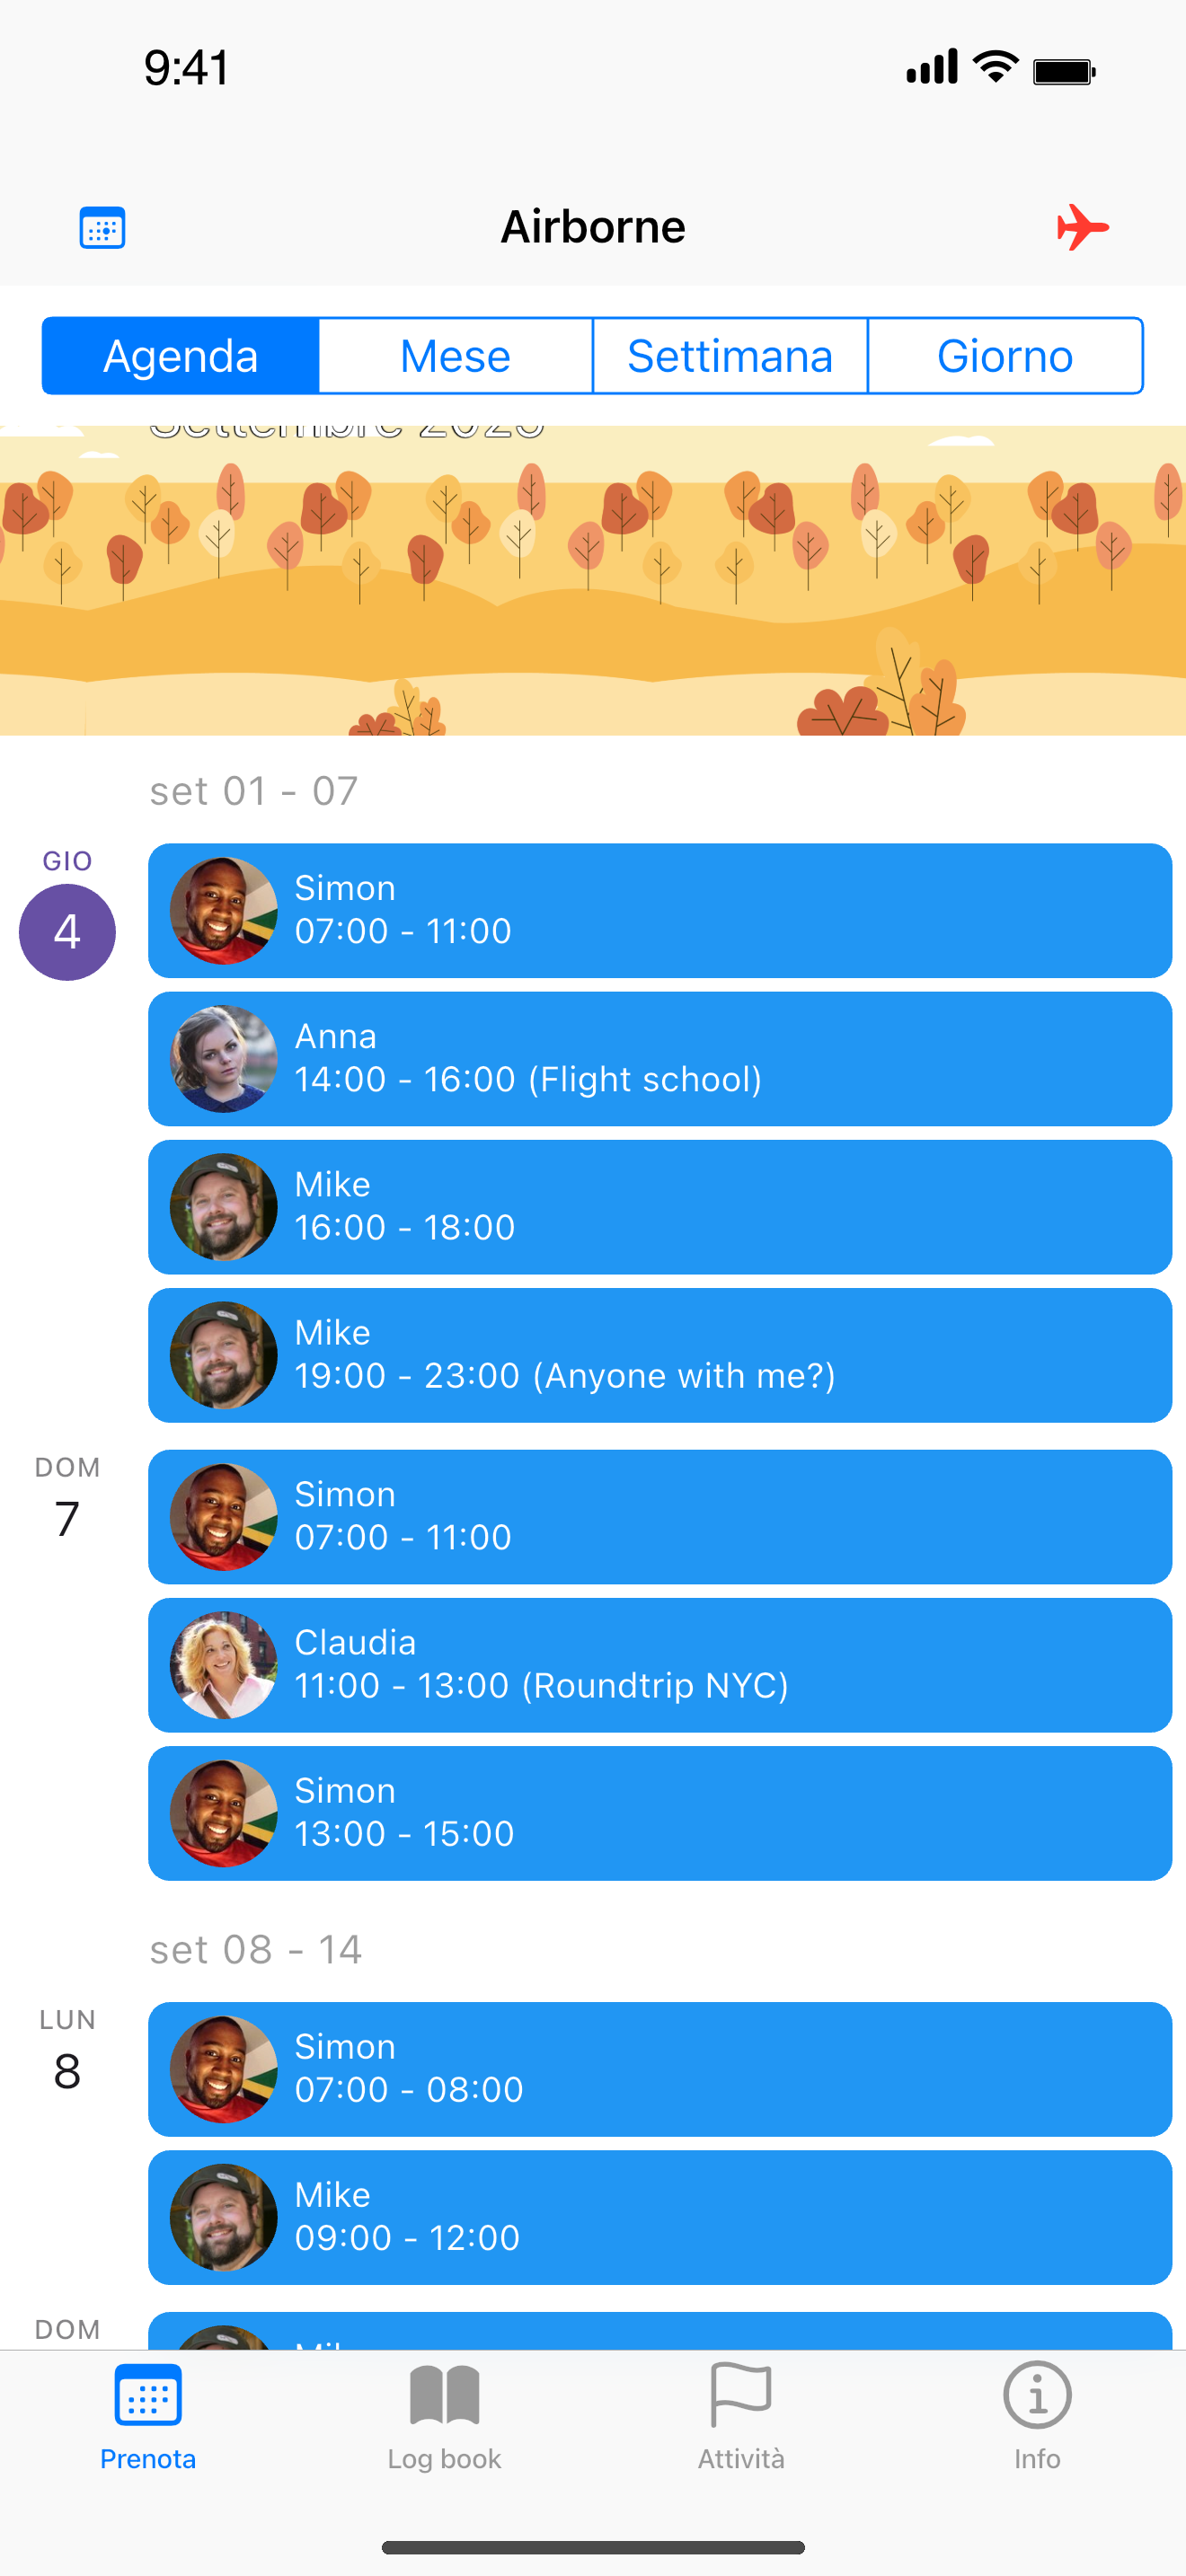 9:41
Airborne
Agenda
Mese
Settimana
Giorno
Settembre 2025
set 01 - 07
GIO
4
Simon
07:00 - 11:00
Anna
14:00 - 16:00 (Flight school)
Mike
16:00 - 18:00
Mike
19:00 - 23:00 (Anyone with me?)
DOM
7
Simon
07:00 - 11:00
Claudia
11:00 - 13:00 (Roundtrip NYC)
Simon
13:00 - 15:00
set 08 - 14
LUN
8
Simon
07:00 - 08:00
Mike
09:00 - 12:00
DOM
Mike
Prenota
Log book
Attività
Info